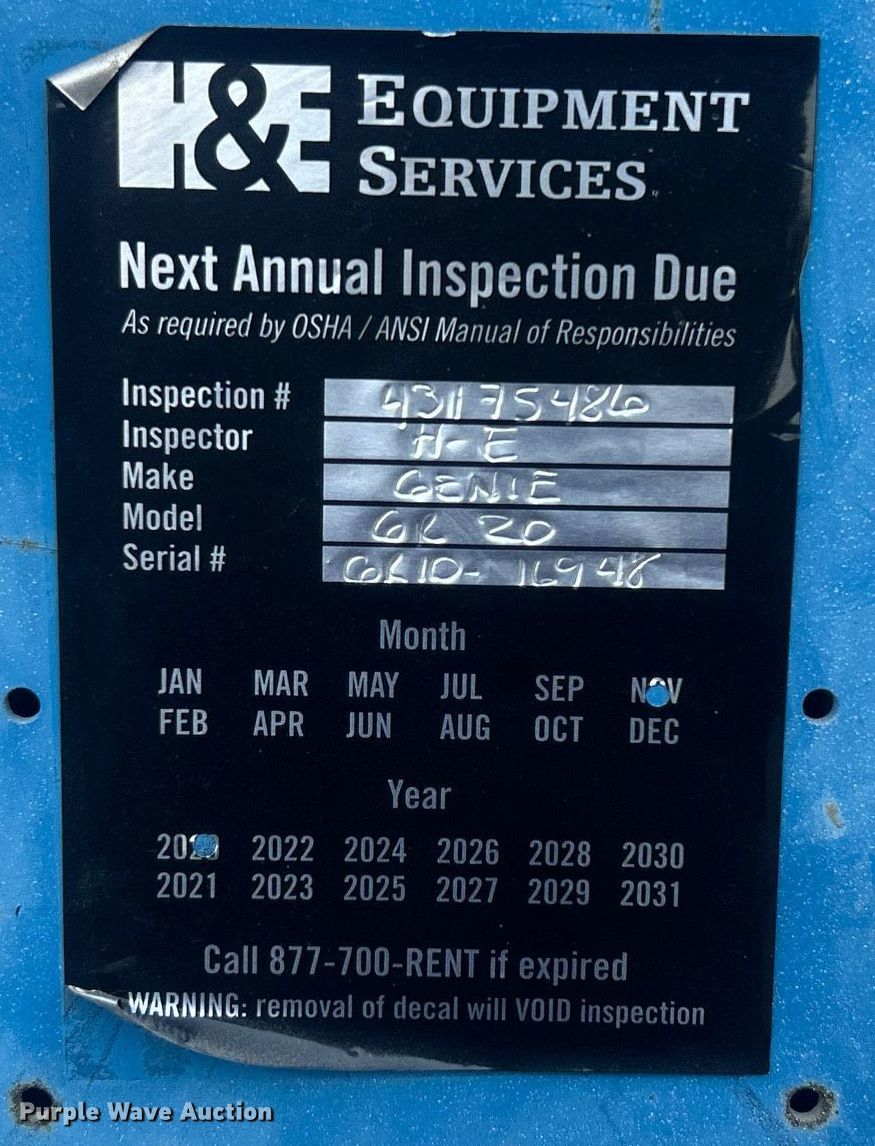 H&E EQUIPMENT
SERVICES
Next Annual Inspection Due
As required by OSHA / ANSI Manual of Responsibilities
Inspection # 431175486
Inspector H-E
Make GENIE
Model GR 20
Serial # GR10-16948
Month
JAN MAR MAY JUL SEP NOV
FEB APR JUN AUG OCT DEC
Year
2020 2022 2024 2026 2028 2030
2021 2023 2025 2027 2029 2031
Call 877-700-RENT if expired
WARNING: removal of decal will VOID inspection
Purple Wave Auction